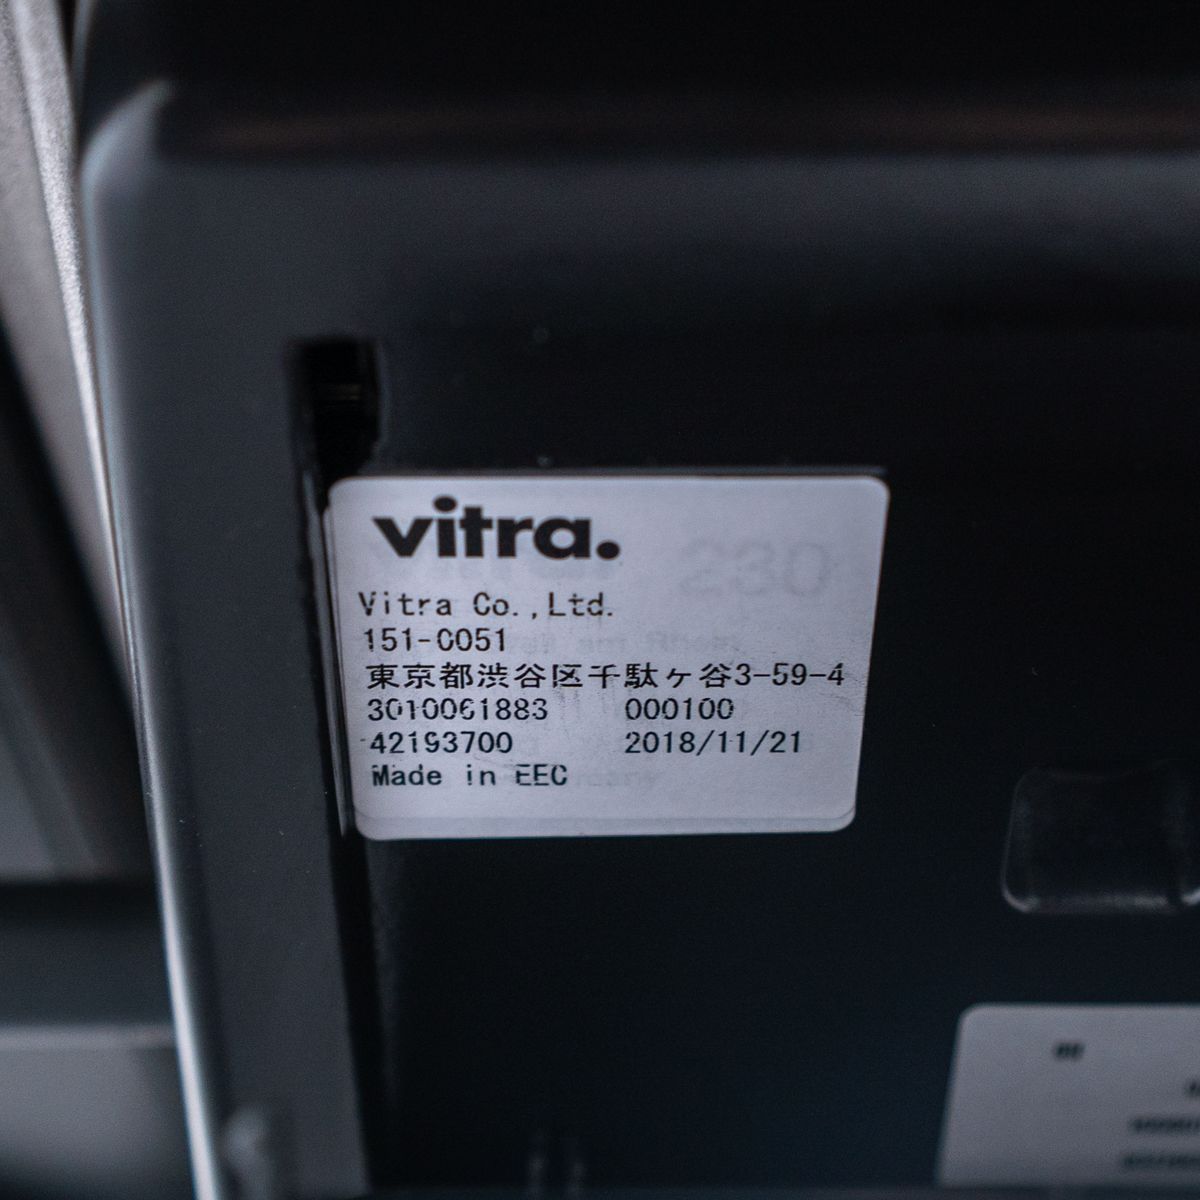 vitra.
Vitra Co.,Ltd.
151-0051
東京都渋谷区千駄ヶ谷3-59-4
3010061883 000100
42193700 2018/11/21
Made in EEC
230